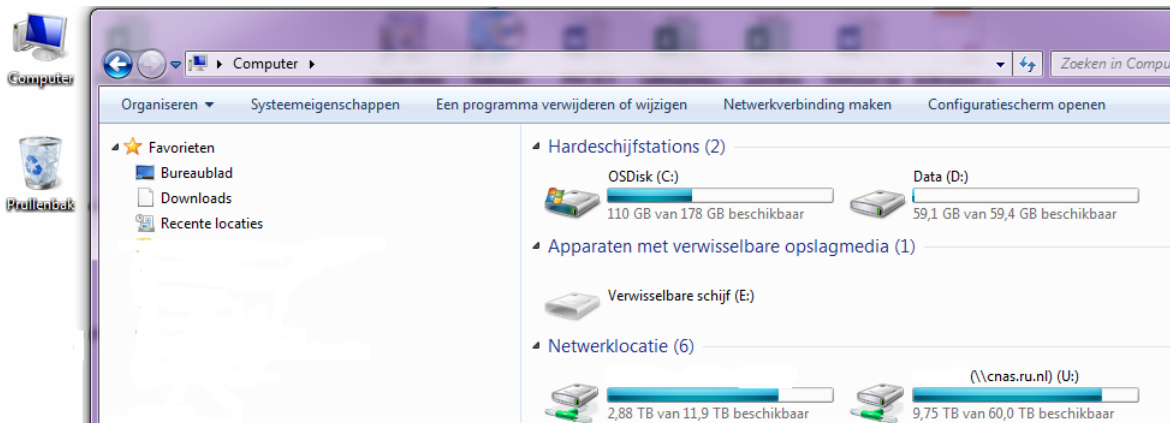 Computer
Prullenbak
Computer
Zoeken in Compu
Organiseren
Systeemeigenschappen
Een programma verwijderen of wijzigen
Netwerkverbinding maken
Configuratiescherm openen
Favorieten
Bureaublad
Downloads
Recente locaties
Hardeschijfstations (2)
OSDisk (C:)
110 GB van 178 GB beschikbaar
Data (D:)
59,1 GB van 59,4 GB beschikbaar
Apparaten met verwisselbare opslagmedia (1)
Verwisselbare schijf (E:)
Netwerklocatie (6)
2,88 TB van 11,9 TB beschikbaar
(\\cnas.ru.nl) (U:)
9,75 TB van 60,0 TB beschikbaar